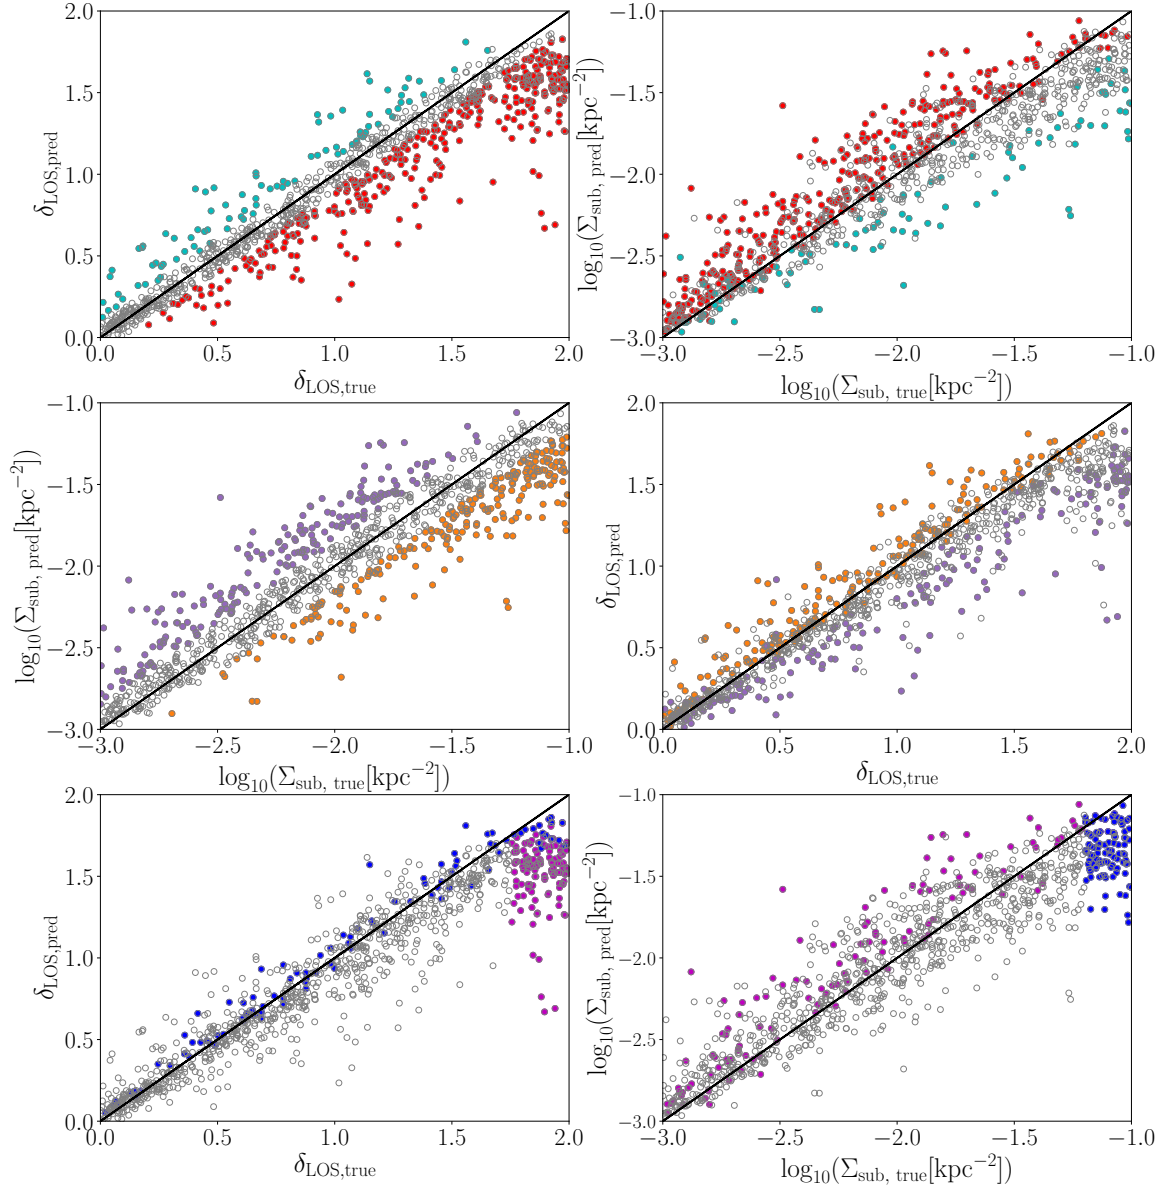 2.0
1.5
1.0
0.5
0.0
δLOS,pred
0.0 0.5 1.0 1.5 2.0
δLOS,true
−1.0
−1.5
−2.0
−2.5
−3.0
log10(Σsub, pred[kpc−2])
−3.0 −2.5 −2.0 −1.5 −1.0
log10(Σsub, true[kpc−2])
−1.0
−1.5
−2.0
−2.5
−3.0
log10(Σsub, pred[kpc−2])
−3.0 −2.5 −2.0 −1.5 −1.0
log10(Σsub, true[kpc−2])
2.0
1.5
1.0
0.5
0.0
δLOS,pred
0.0 0.5 1.0 1.5 2.0
δLOS,true
2.0
1.5
1.0
0.5
0.0
δLOS,pred
0.0 0.5 1.0 1.5 2.0
δLOS,true
−1.0
−1.5
−2.0
−2.5
−3.0
log10(Σsub, pred[kpc−2])
−3.0 −2.5 −2.0 −1.5 −1.0
log10(Σsub, true[kpc−2])